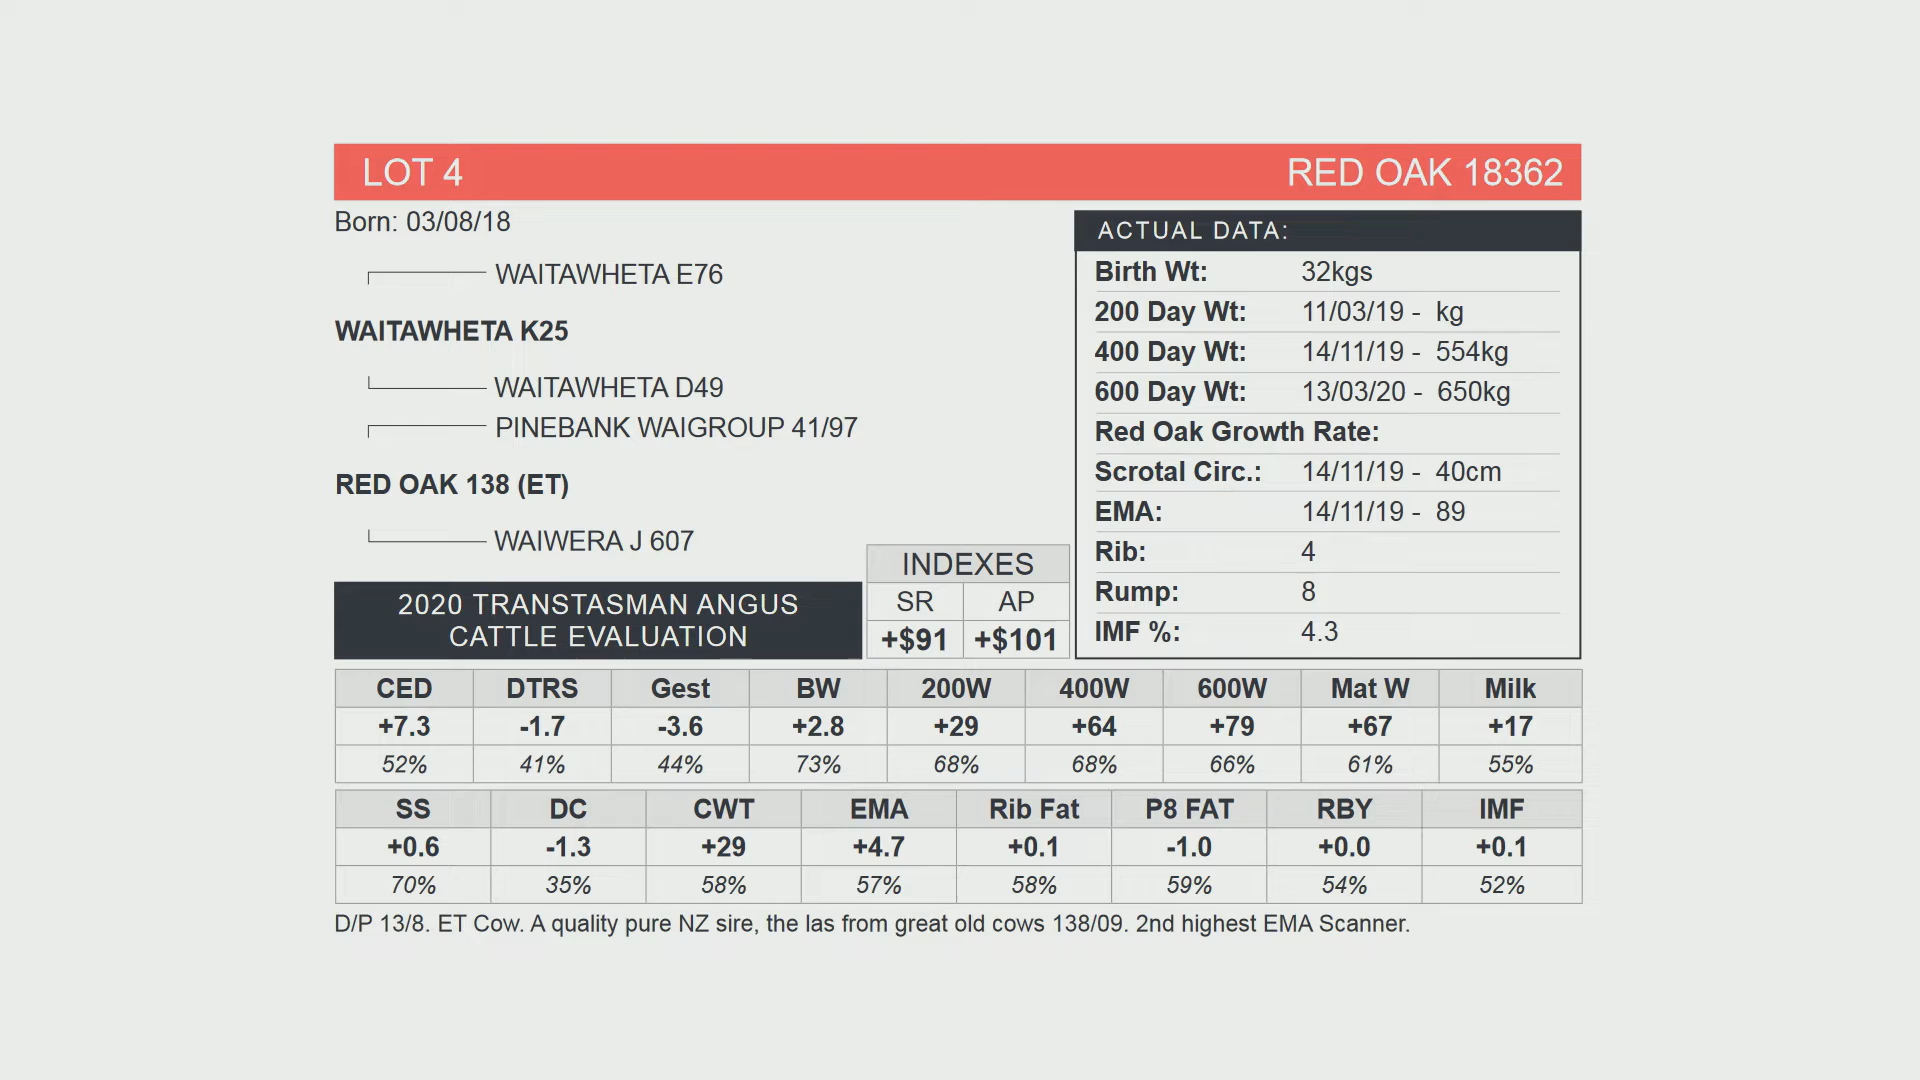 LOT 4 RED OAK 18362
Born: 03/08/18
WAITAWHETA E76
WAITAWHETA K25
WAITAWHETA D49
PINEBANK WAIGROUP 41/97
RED OAK 138 (ET)
WAIWERA J 607
ACTUAL DATA:
Birth Wt: 32kgs
200 Day Wt: 11/03/19 - kg
400 Day Wt: 14/11/19 - 554kg
600 Day Wt: 13/03/20 - 650kg
Red Oak Growth Rate:
Scrotal Circ.: 14/11/19 - 40cm
EMA: 14/11/19 - 89
Rib: 4
Rump: 8
IMF %: 4.3
2020 TRANSTASMAN ANGUS
CATTLE EVALUATION
INDEXES
SR AP
+$91 +$101
CED DTRS Gest BW 200W 400W 600W Mat W Milk
+7.3 -1.7 -3.6 +2.8 +29 +64 +79 +67 +17
52% 41% 44% 73% 68% 68% 66% 61% 55%
SS DC CWT EMA Rib Fat P8 FAT RBY IMF
+0.6 -1.3 +29 +4.7 +0.1 -1.0 +0.0 +0.1
70% 35% 58% 57% 58% 59% 54% 52%
D/P 13/8. ET Cow. A quality pure NZ sire, the las from great old cows 138/09. 2nd highest EMA Scanner.